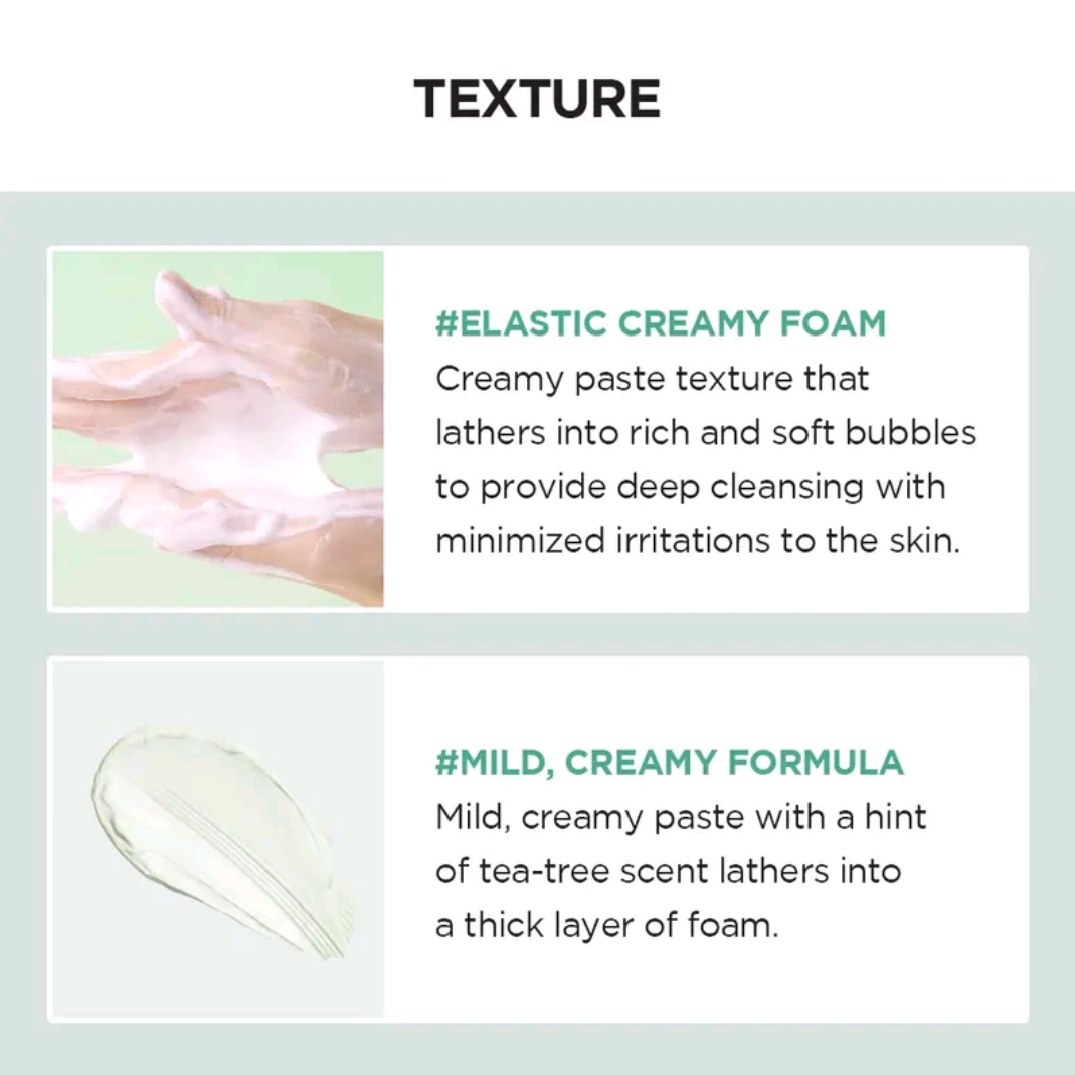 TEXTURE
#ELASTIC CREAMY FOAM
Creamy paste texture that
lathers into rich and soft bubbles
to provide deep cleansing with
minimized irritations to the skin.
#MILD, CREAMY FORMULA
Mild, creamy paste with a hint
of tea-tree scent lathers into
a thick layer of foam.